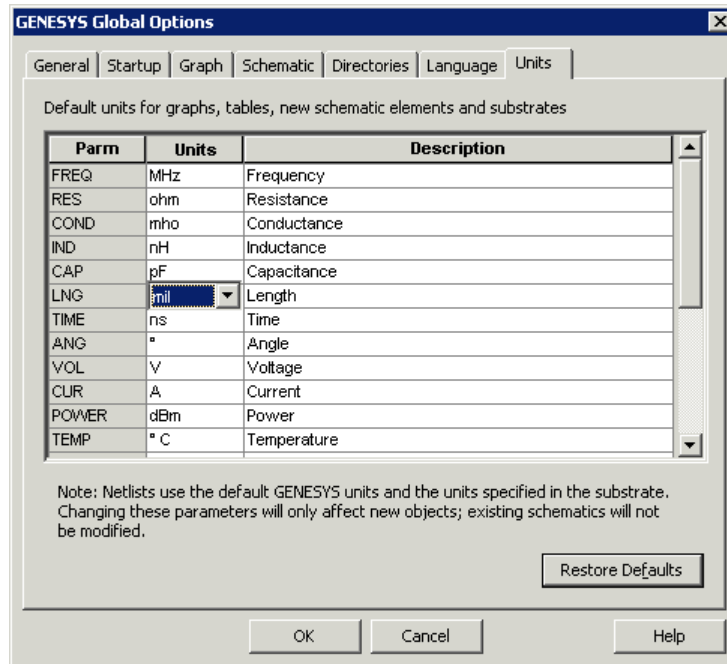 GENESYS Global Options
General Startup Graph Schematic Directories Language Units
Default units for graphs, tables, new schematic elements and substrates
Parm Units Description
FREQ MHz Frequency
RES ohm Resistance
COND mho Conductance
IND nH Inductance
CAP pF Capacitance
LNG mil Length
TIME ns Time
ANG ° Angle
VOL V Voltage
CUR A Current
POWER dBm Power
TEMP ° C Temperature
Note: Netlists use the default GENESYS units and the units specified in the substrate.
Changing these parameters will only affect new objects; existing schematics will not
be modified.
Restore Defaults
OK Cancel Help